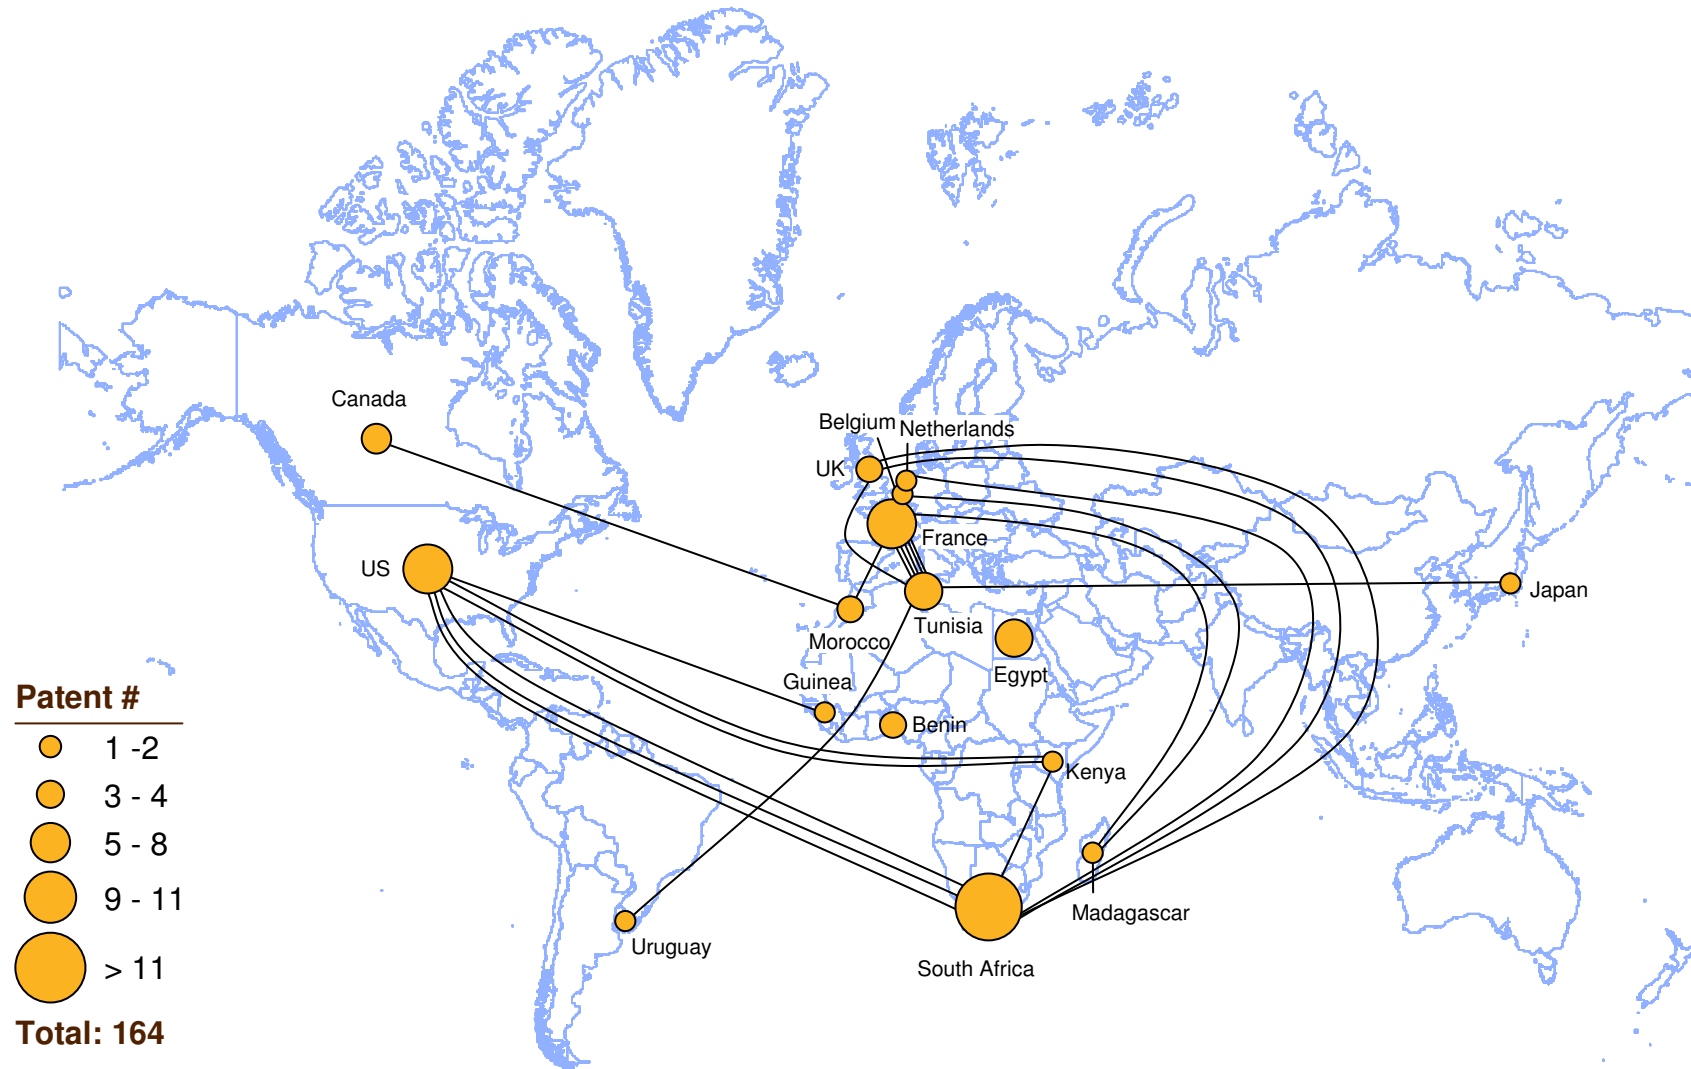 Canada
Belgium
Netherlands
UK
France
US
Japan
Tunisia
Morocco
Egypt
Guinea
Benin
Kenya
Madagascar
Uruguay
South Africa
Patent #
1 -2
3 - 4
5 - 8
9 - 11
> 11
Total: 164